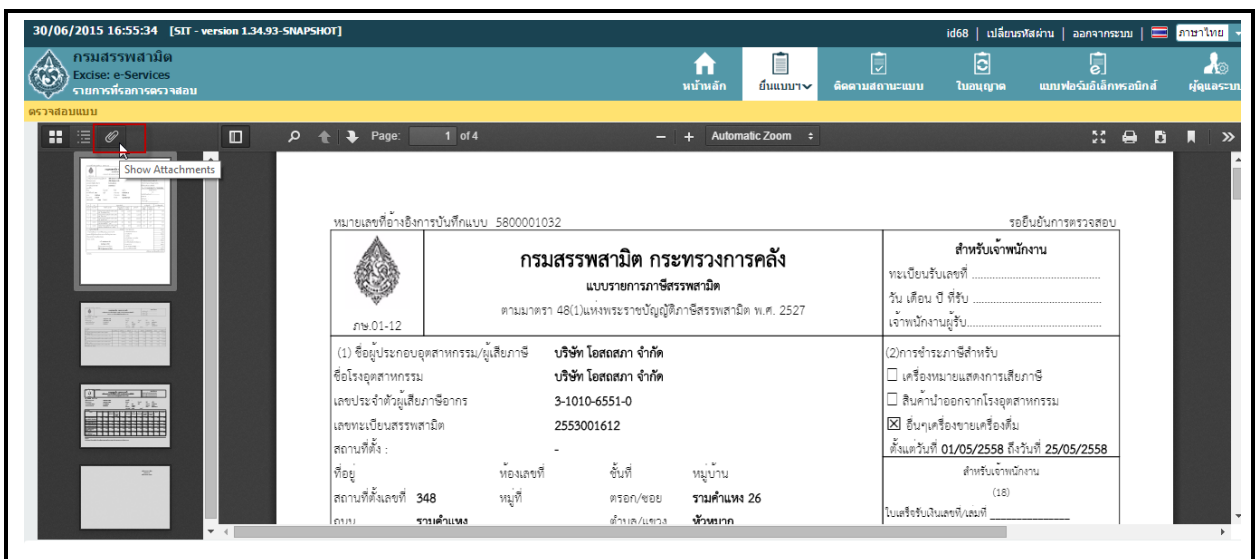 30/06/2015 16:55:34 [SIT - version 1.34.93-SNAPSHOT] id68 | เปลี่ยนรหัสผ่าน | ออกจากระบบ | ภาษาไทย
กรมสรรพสามิต
Excise: e-Services
รายการที่รอการตรวจสอบ
หน้าหลัก ยื่นแบบฯ ติดตามสถานะแบบ ใบอนุญาต แบบฟอร์มอิเล็กทรอนิกส์ ผู้ดูแลระบบ
ตรวจสอบแบบ
Page: 1 of 4 Automatic Zoom
Show Attachments
หมายเลขที่อ้างอิงการบันทึกแบบ 5800001032 รอยืนยันการตรวจสอบ
กรมสรรพสามิต กระทรวงการคลัง
แบบรายการภาษีสรรพสามิต
ตามมาตรา 48(1)แห่งพระราชบัญญัติภาษีสรรพสามิต พ.ศ. 2527
ภษ.01-12
สำหรับเจ้าพนักงาน
ทะเบียนรับเลขที่ ............................................
วัน เดือน ปี ที่รับ ............................................
เจ้าพนักงานผู้รับ..............................................
(1) ชื่อผู้ประกอบอุตสาหกรรม/ผู้เสียภาษี บริษัท โอสถสภา จำกัด
ชื่อโรงอุตสาหกรรม บริษัท โอสถสภา จำกัด
เลขประจำตัวผู้เสียภาษีอากร 3-1010-6551-0
เลขทะเบียนสรรพสามิต 2553001612
สถานที่ตั้ง : -
ที่อยู่ ห้องเลขที่ ชั้นที่ หมู่บ้าน
สถานที่ตั้งเลขที่ 348 หมู่ที่ ตรอก/ซอย รามคำแหง 26
ถนน รามคำแหง ตำบล/แขวง หัวหมาก
(2)การชำระภาษีสำหรับ
เครื่องหมายแสดงการเสียภาษี
สินค้านำออกจากโรงอุตสาหกรรม
อื่นๆเครื่องขายเครื่องดื่ม
ตั้งแต่วันที่ 01/05/2558 ถึงวันที่ 25/05/2558
สำหรับเจ้าพนักงาน
(18)
ใบเสร็จรับเงินเลขที่/เล่มที่ ________________